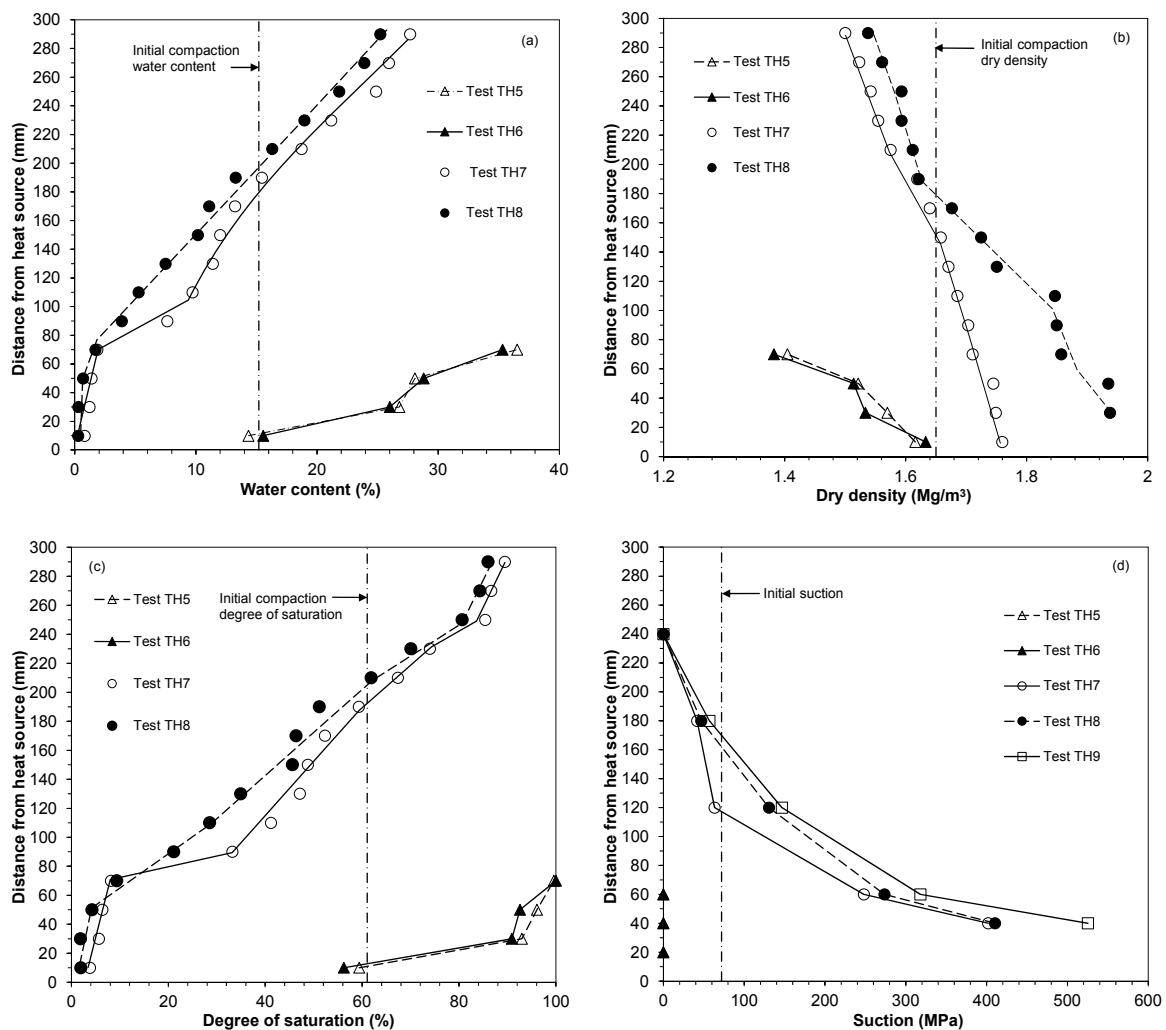 (a)
Initial compaction
water content
Test TH5
Test TH6
Test TH7
Test TH8
300
280
260
240
220
200
180
160
140
120
100
80
60
40
20
0
Distance from heat source (mm)
0
10
20
30
40
Water content (%)
(b)
Initial compaction
dry density
Test TH5
Test TH6
Test TH7
Test TH8
300
280
260
240
220
200
180
160
140
120
100
80
60
40
20
0
Distance from heat source (mm)
1.2
1.4
1.6
1.8
2
Dry density (Mg/m³)
(c)
Initial compaction
degree of saturation
Test TH5
Test TH6
Test TH7
Test TH8
300
280
260
240
220
200
180
160
140
120
100
80
60
40
20
0
Distance from heat source (mm)
0
20
40
60
80
100
Degree of saturation (%)
(d)
Initial suction
Test TH5
Test TH6
Test TH7
Test TH8
Test TH9
300
280
260
240
220
200
180
160
140
120
100
80
60
40
20
0
Distance from heat source (mm)
0
100
200
300
400
500
600
Suction (MPa)